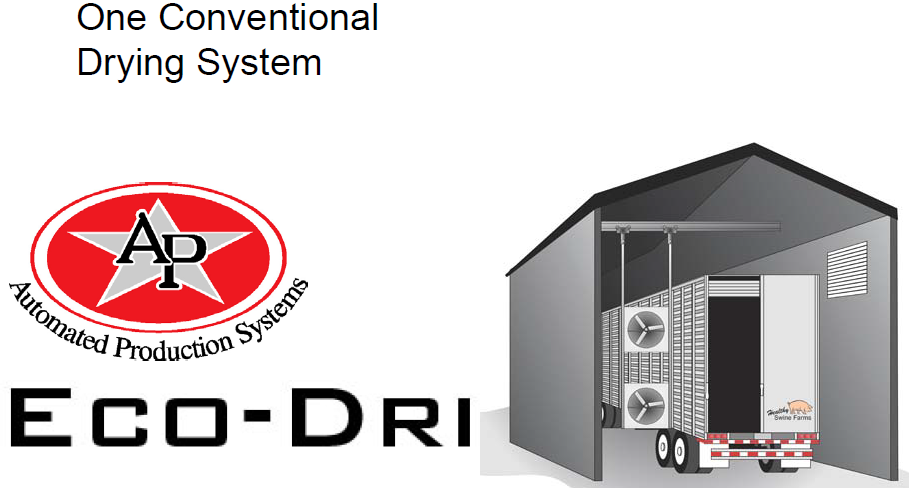 One Conventional
Drying System
AP
Automated Production Systems
ECO-DRI
Healthy
Swine Farms